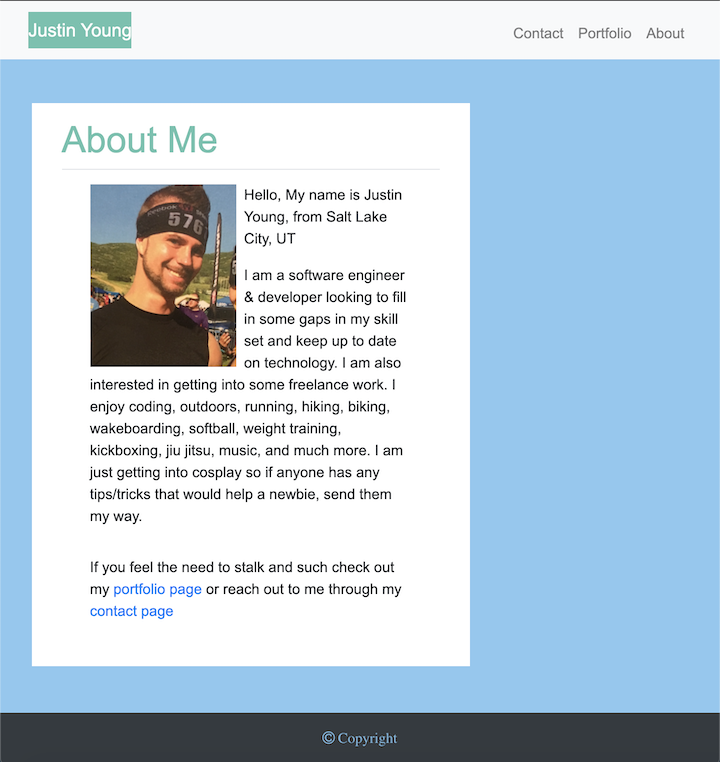 Justin Young
Contact Portfolio About
About Me
Hello, My name is Justin
Young, from Salt Lake
City, UT
I am a software engineer
& developer looking to fill
in some gaps in my skill
set and keep up to date
on technology. I am also
interested in getting into some freelance work. I
enjoy coding, outdoors, running, hiking, biking,
wakeboarding, softball, weight training,
kickboxing, jiu jitsu, music, and much more. I am
just getting into cosplay so if anyone has any
tips/tricks that would help a newbie, send them
my way.
If you feel the need to stalk and such check out
my portfolio page or reach out to me through my
contact page
Reebok
576
© Copyright